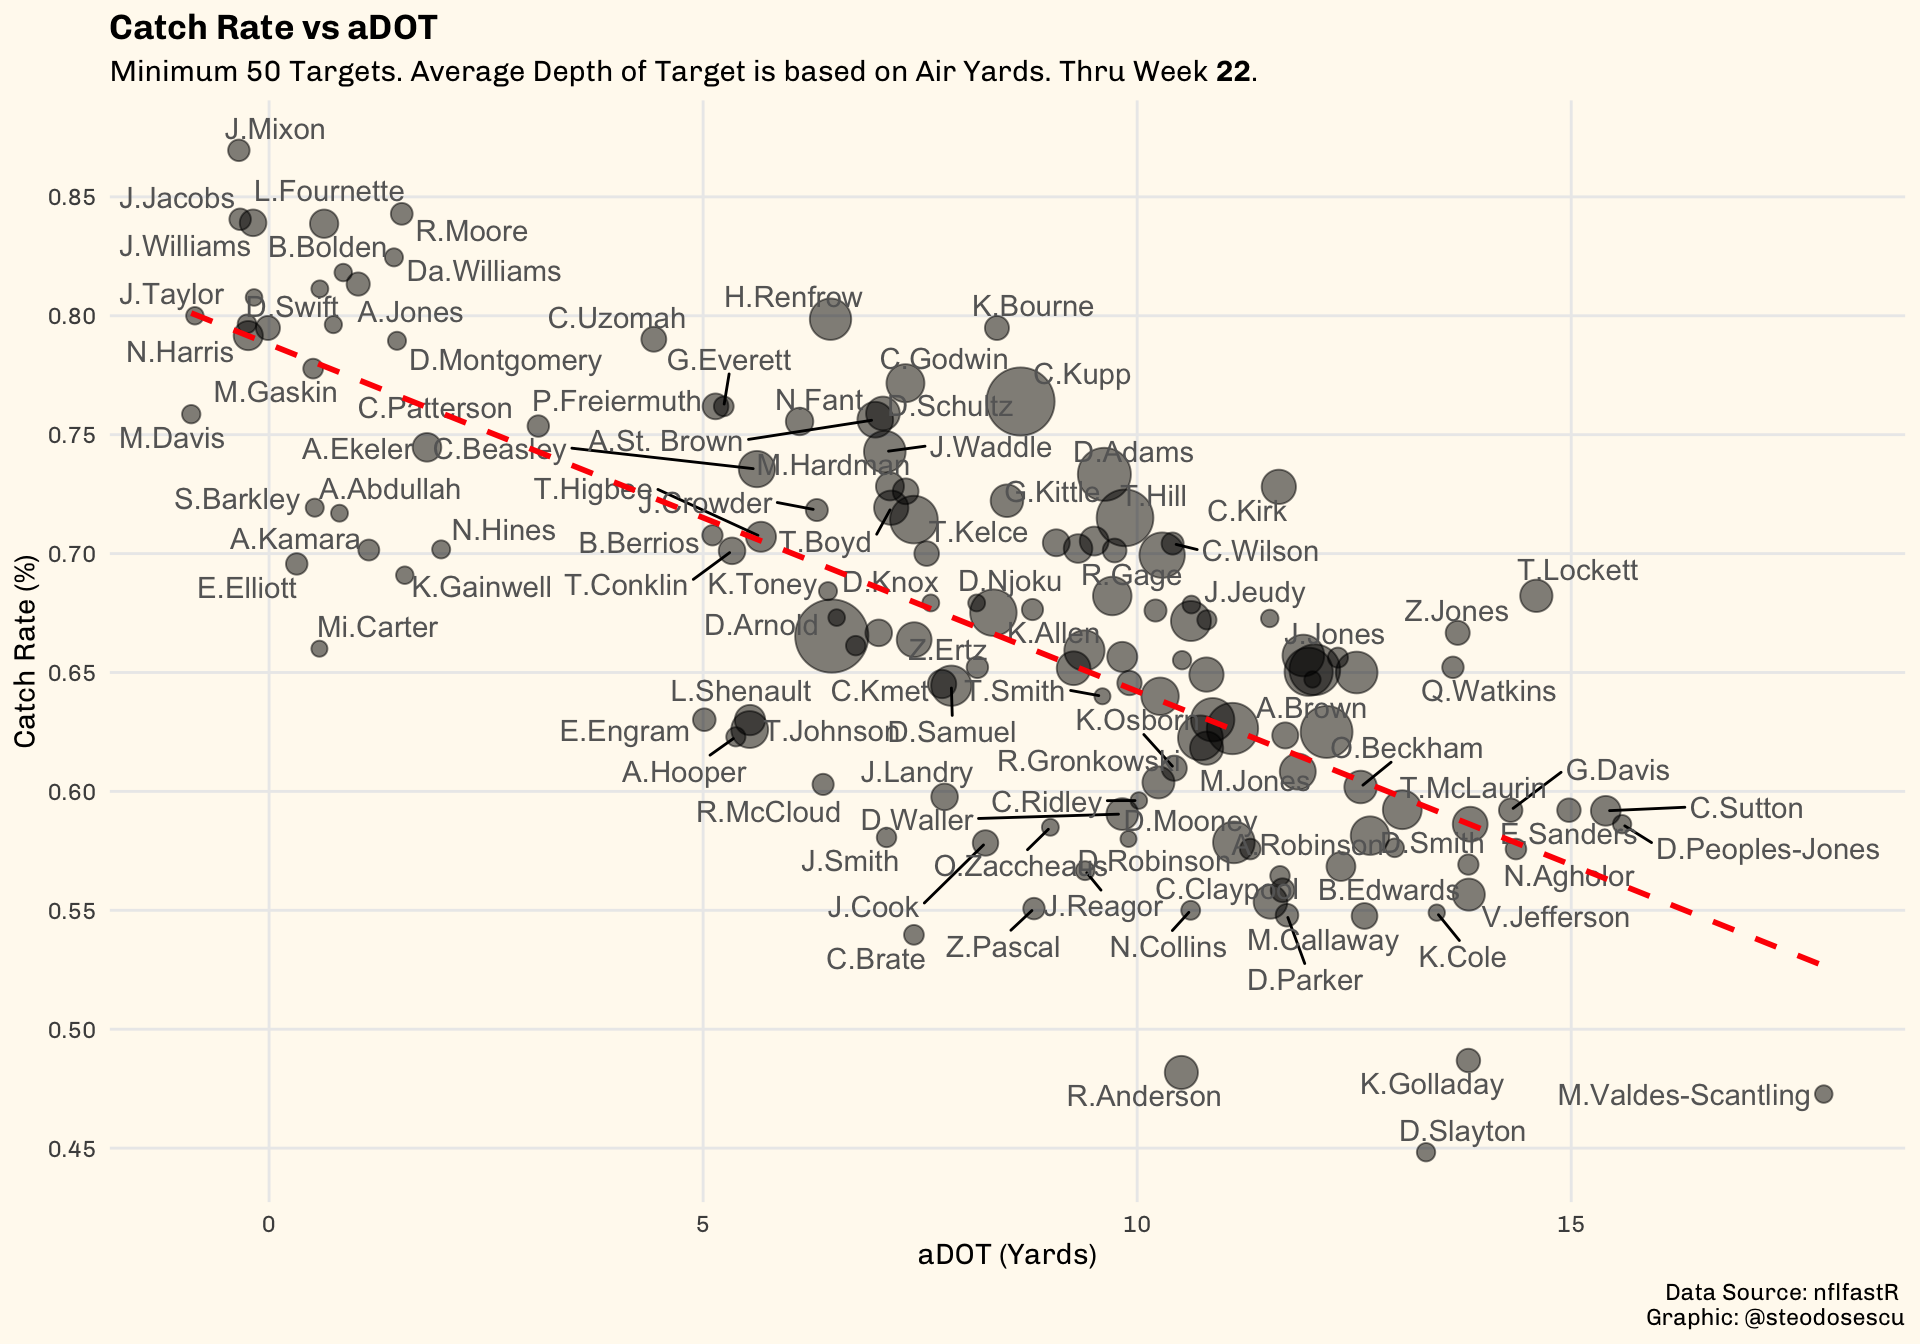 Catch Rate vs aDOT
Minimum 50 Targets. Average Depth of Target is based on Air Yards. Thru Week 22.
J.Mixon
J.Jacobs
L.Fournette
R.Moore
J.Williams
B.Bolden
Da.Williams
J.Taylor
D.Swift
A.Jones
H.Renfrow
K.Bourne
C.Uzomah
N.Harris
D.Montgomery
G.Everett
C.Godwin
C.Kupp
M.Gaskin
C.Patterson
P.Freiermuth
N.Fant
D.Schultz
M.Davis
A.Ekeler
C.Beasley
A.St. Brown
J.Waddle
D.Adams
M.Hardman
S.Barkley
A.Abdullah
T.Higbee
J.Crowder
G.Kittle
T.Hill
C.Kirk
A.Kamara
N.Hines
B.Berrios
T.Boyd
T.Kelce
C.Wilson
E.Elliott
K.Gainwell
T.Conklin
K.Toney
D.Knox
D.Njoku
R.Gage
J.Jeudy
T.Lockett
Z.Jones
Mi.Carter
D.Arnold
K.Allen
J.Jones
Z.Ertz
L.Shenault
C.Kmet
T.Smith
Q.Watkins
E.Engram
T.Johnson
D.Samuel
K.Osborn
A.Brown
A.Hooper
J.Landry
R.Gronkowski
M.Jones
O.Beckham
G.Davis
T.McLaurin
R.McCloud
D.Waller
C.Ridley
D.Mooney
C.Sutton
J.Smith
O.Zaccheaus
D.Robinson
A.Robinson
D.Smith
E.Sanders
D.Peoples-Jones
J.Cook
J.Reagor
C.Claypool
B.Edwards
N.Agholor
V.Jefferson
C.Brate
Z.Pascal
N.Collins
M.Callaway
D.Parker
K.Cole
R.Anderson
K.Golladay
M.Valdes-Scantling
D.Slayton
0.85
0.80
0.75
0.70
0.65
0.60
0.55
0.50
0.45
Catch Rate (%)
0
5
10
15
aDOT (Yards)
Data Source: nflfastR
Graphic: @steodosescu